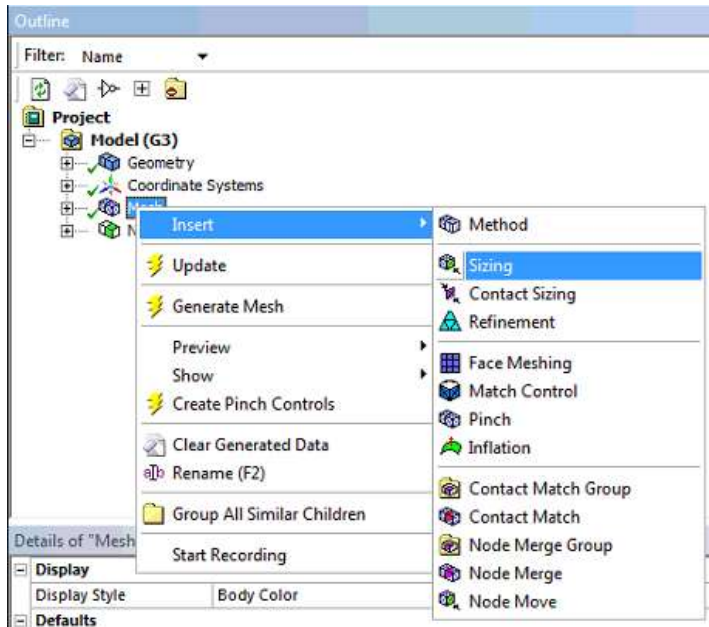 Outline
Filter: Name
Project
Model (G3)
Geometry
Coordinate Systems
Mesh
N
Insert
Update
Generate Mesh
Preview
Show
Create Pinch Controls
Clear Generated Data
Rename (F2)
Group All Similar Children
Start Recording
Method
Sizing
Contact Sizing
Refinement
Face Meshing
Match Control
Pinch
Inflation
Contact Match Group
Contact Match
Node Merge Group
Node Merge
Node Move
Details of "Mesh
Display
Display Style Body Color
Defaults